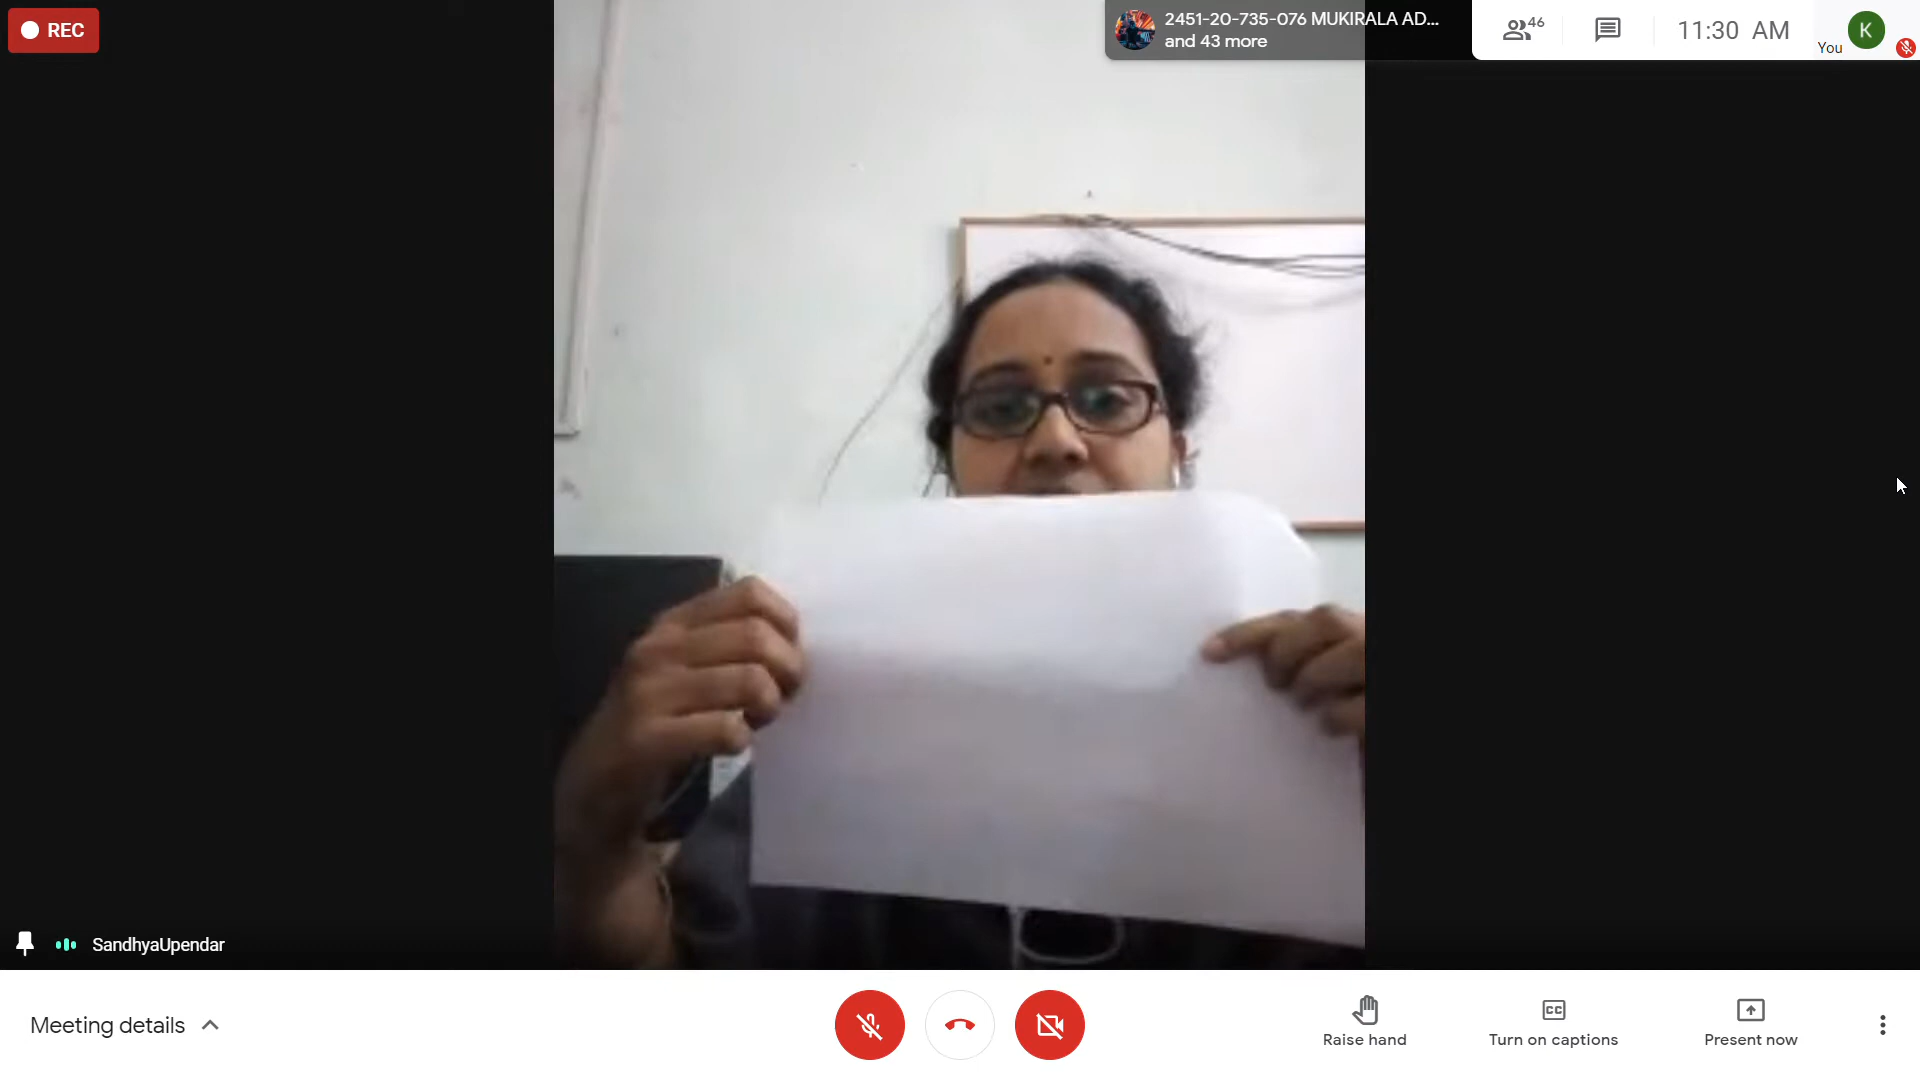 REC
2451-20-735-076 MUKIRALA AD...
and 43 more
46
11:30 AM
You
K
SandhyaUpendar
Meeting details
CC
Raise hand
Turn on captions
Present now